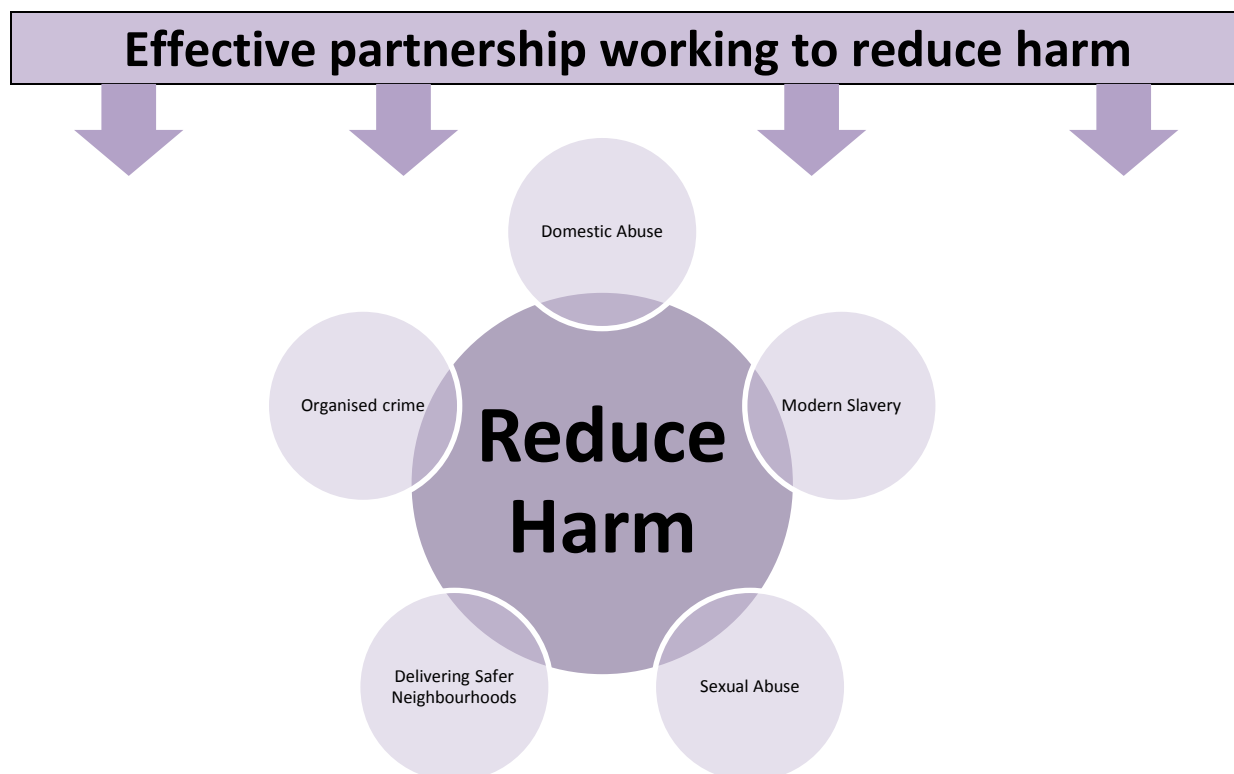 Effective partnership working to reduce harm
Domestic Abuse
Organised crime
Modern Slavery
Reduce
Harm
Delivering Safer
Neighbourhoods
Sexual Abuse